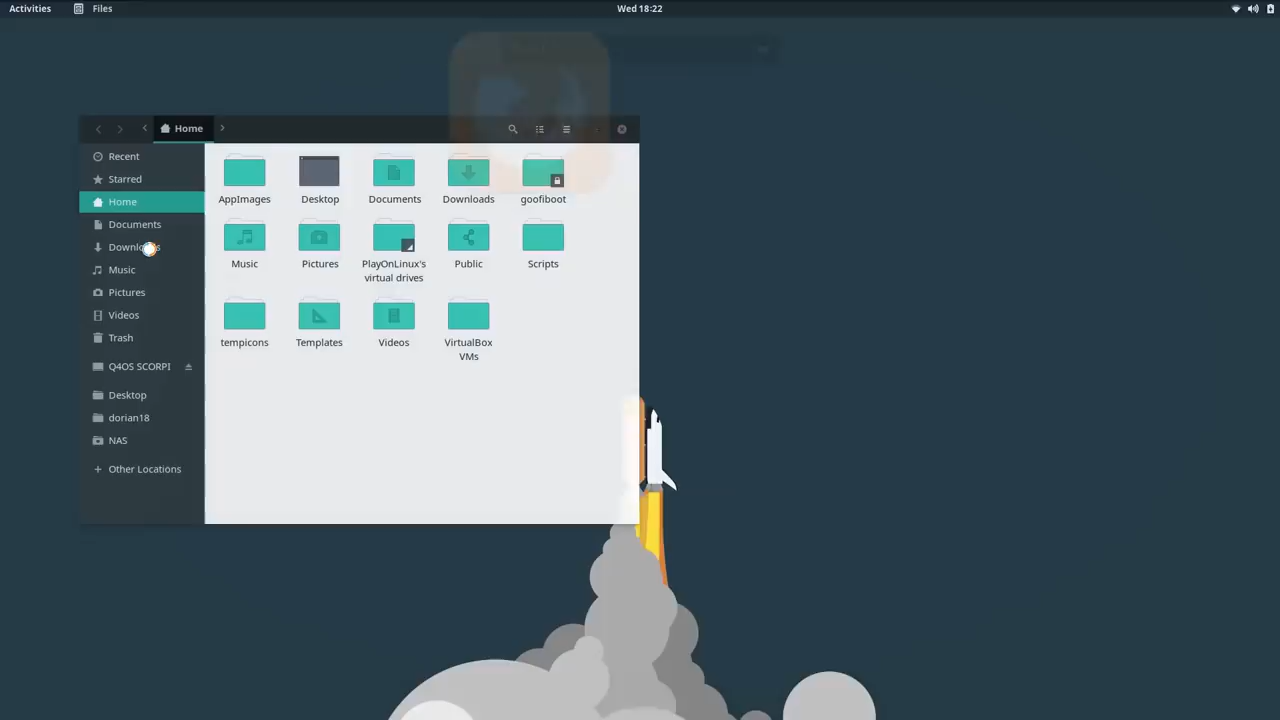 Activities
Files
Wed 18:22
Home
Recent
Starred
Home
Documents
Downloads
Music
Pictures
Videos
Trash
Q4OS SCORPI
Desktop
dorian18
NAS
Other Locations
AppImages
Desktop
Documents
Downloads
goofiboot
Music
Pictures
PlayOnLinux's
virtual drives
Public
Scripts
tempicons
Templates
Videos
VirtualBox
VMs